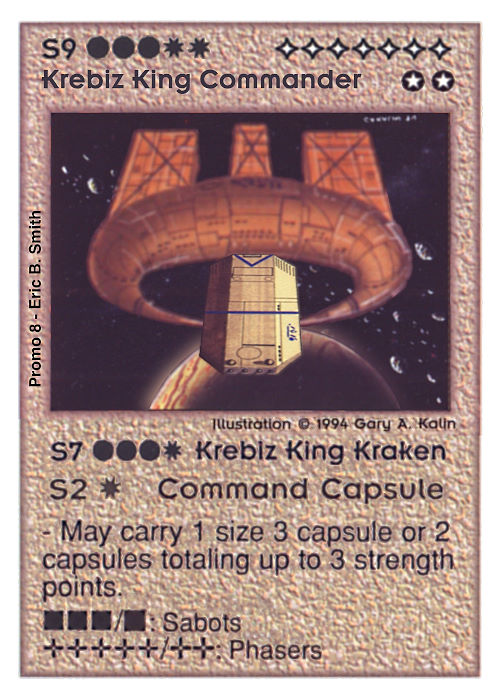 S9
Krebiz King Commander
Promo 8 - Eric B. Smith
Illustration © 1994 Gary A. Kalin
S7 Krebiz King Kraken
S2 Command Capsule
- May carry 1 size 3 capsule or 2
capsules totaling up to 3 strength
points.
■■■/■: Sabots
✢✢✢✢✢/✢✢: Phasers